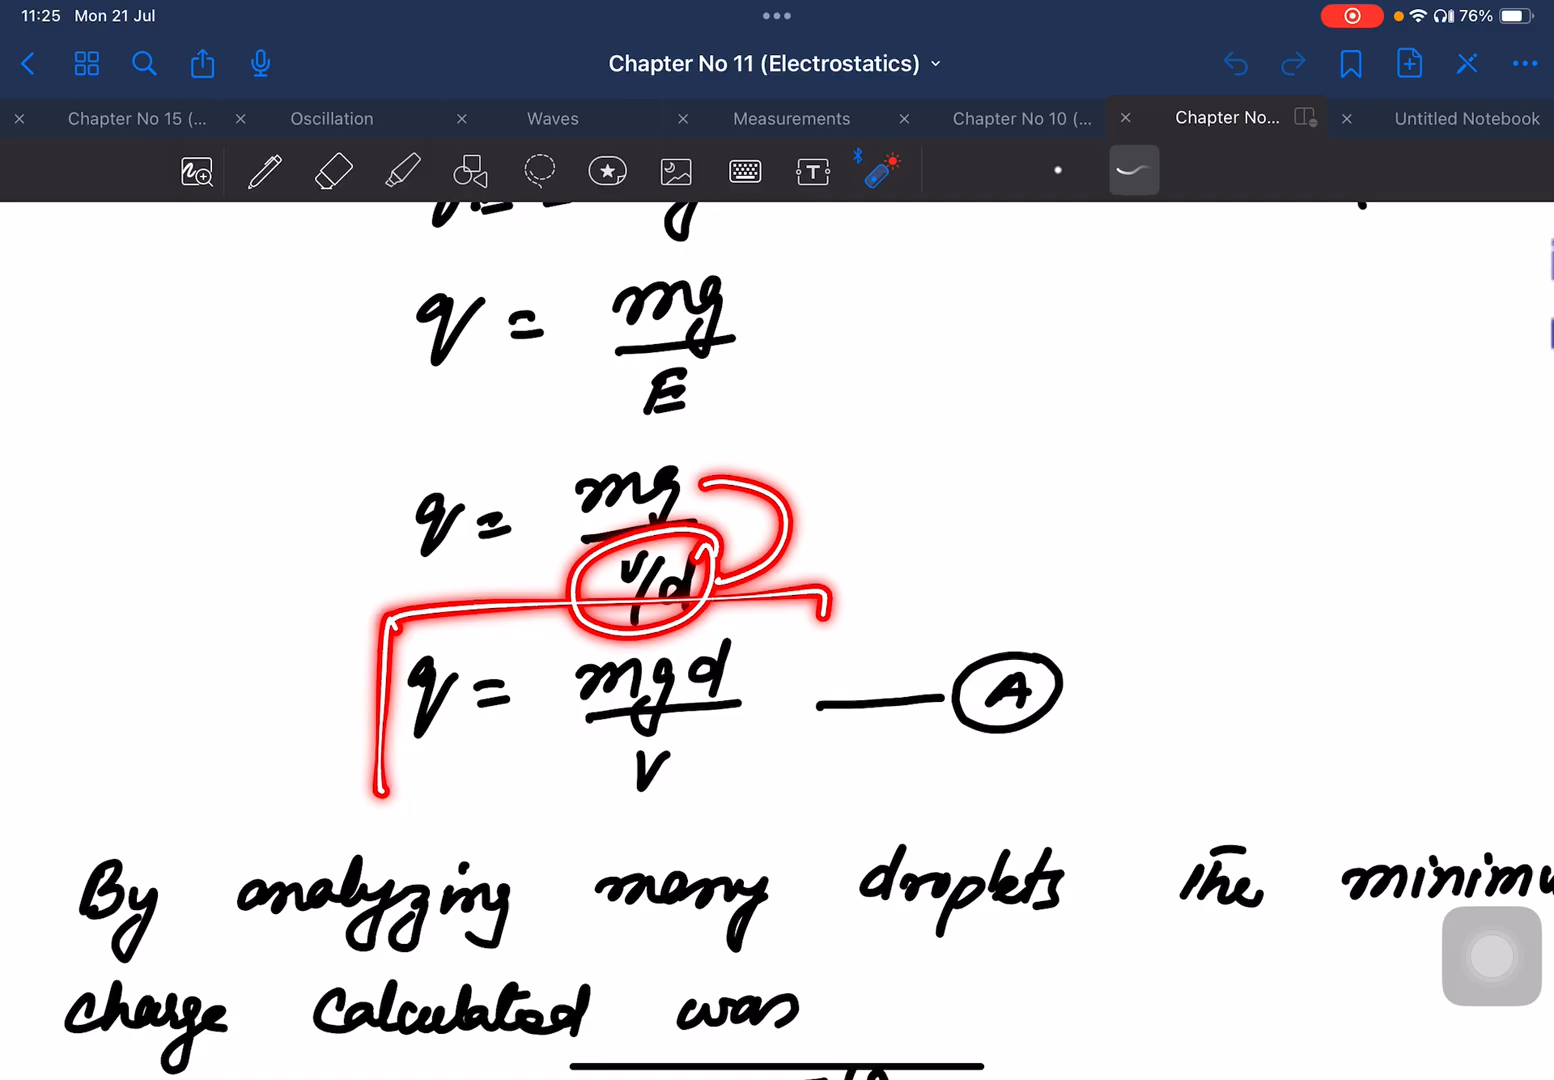 11:25 Mon 21 Jul
76%
Chapter No 11 (Electrostatics)
Chapter No 15 (... Oscillation Waves Measurements Chapter No 10 (... Chapter No... Untitled Notebook
T
q = mg
E
q = mg
V/d
q = mgd —— A
V
By analyzing many droplets The minimu
charge calculated was